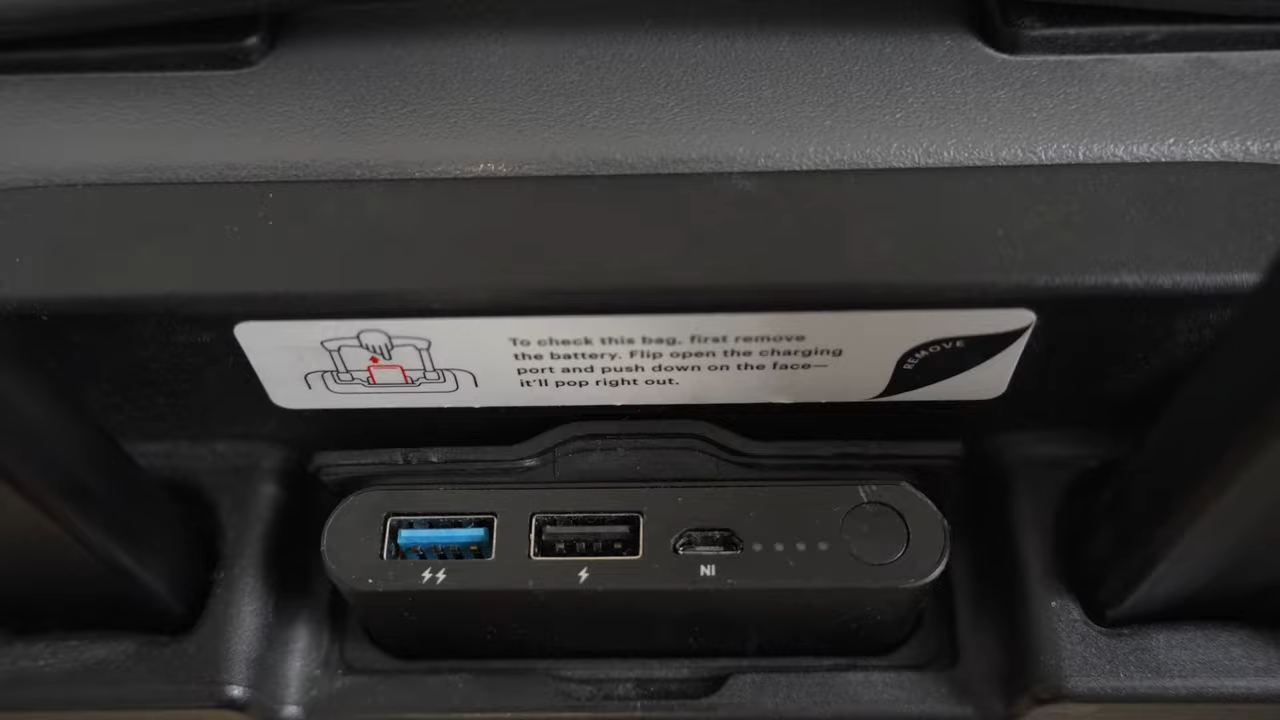 To check this bag, first remove
the battery. Flip open the charging
port and push down on the face—
it'll pop right out.
REMOVE
IN